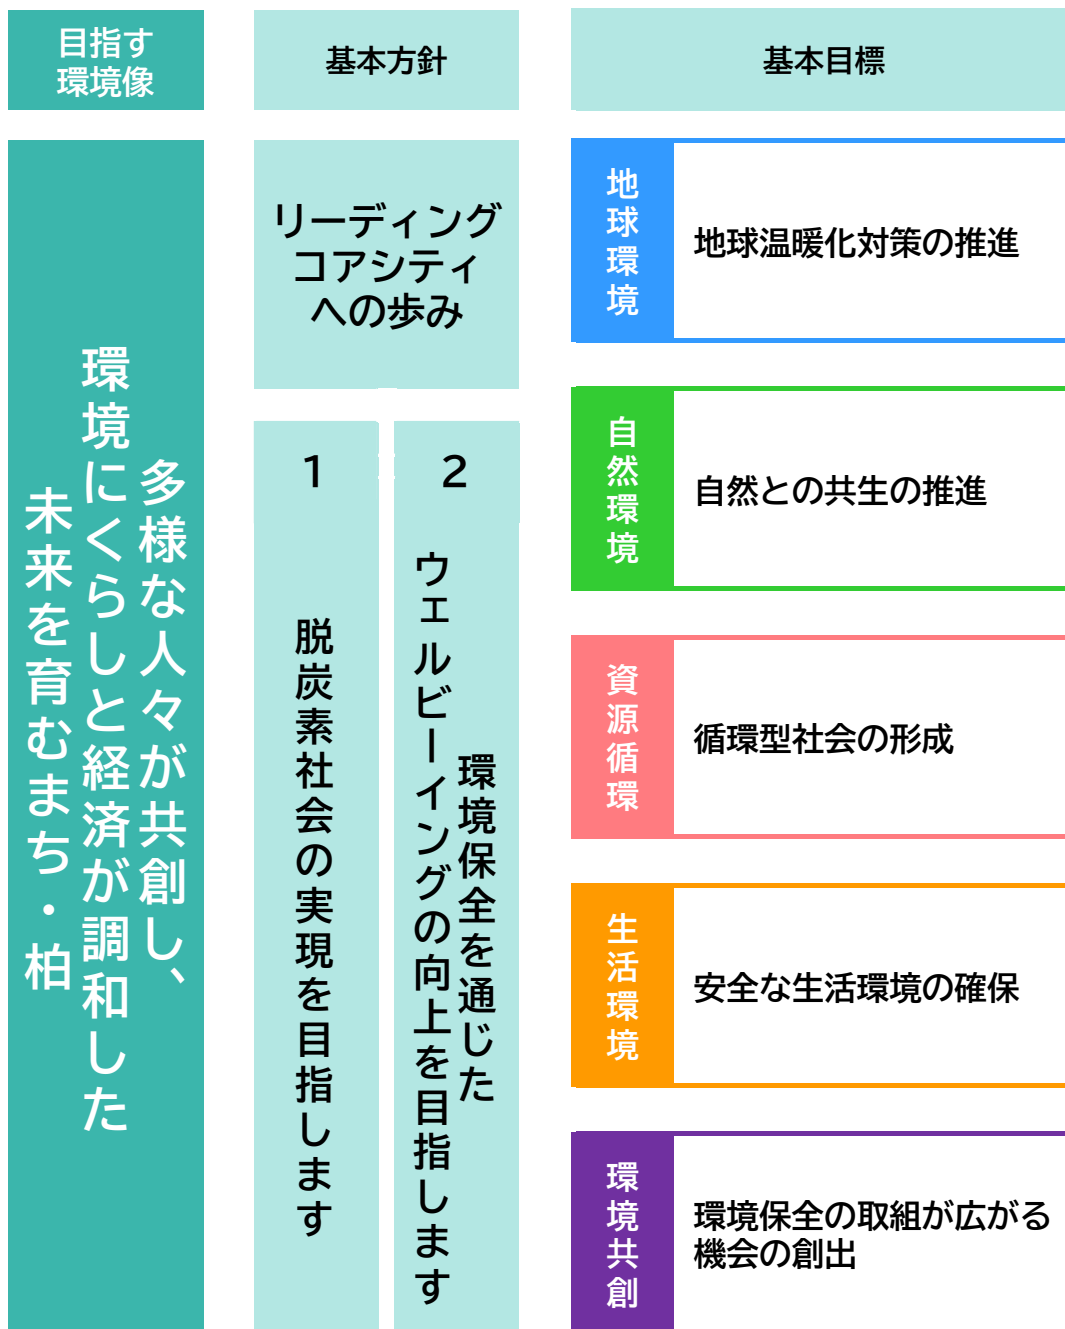 目指す
環境像
基本方針
基本目標
多様な人々が共創し、
環境にくらしと経済が調和した
未来を育むまち・柏
リーディング
コアシティ
への歩み
1
脱炭素社会の実現を目指します
2
環境保全を通じた
ウェルビーイングの向上を目指します
地球環境
地球温暖化対策の推進
自然環境
自然との共生の推進
資源循環
循環型社会の形成
生活環境
安全な生活環境の確保
環境共創
環境保全の取組が広がる
機会の創出